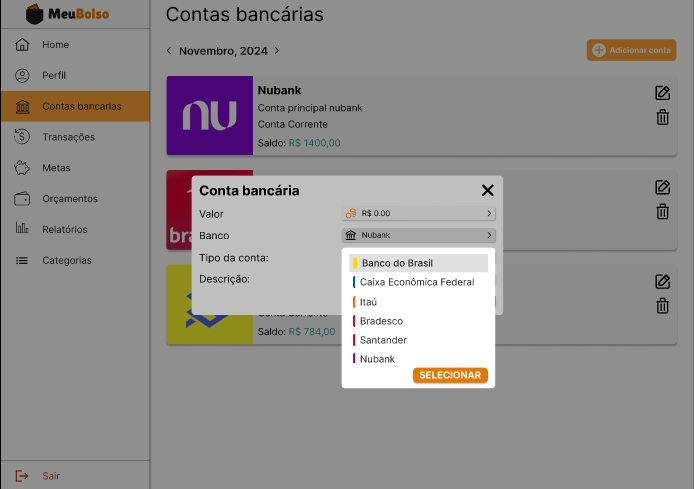 MeuBolso
Home
Perfil
Contas bancarias
Transações
Metas
Orçamentos
Relatórios
Categorias
Sair
Contas bancárias
Novembro, 2024
Adicionar conta
nu
Nubank
Conta principal nubank
Conta Corrente
Saldo: R$ 1400,00
bra
Saldo: R$ 784,00
Conta bancária
Valor
R$ 0.00
Banco
Nubank
Tipo da conta:
Descrição:
Banco do Brasil
Caixa Econômica Federal
Itaú
Bradesco
Santander
Nubank
SELECIONAR